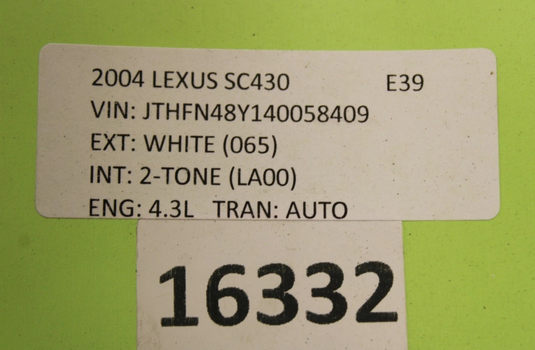 2004 LEXUS SC430 E39
VIN: JTHFN48Y140058409
EXT: WHITE (065)
INT: 2-TONE (LA00)
ENG: 4.3L TRAN: AUTO
16332